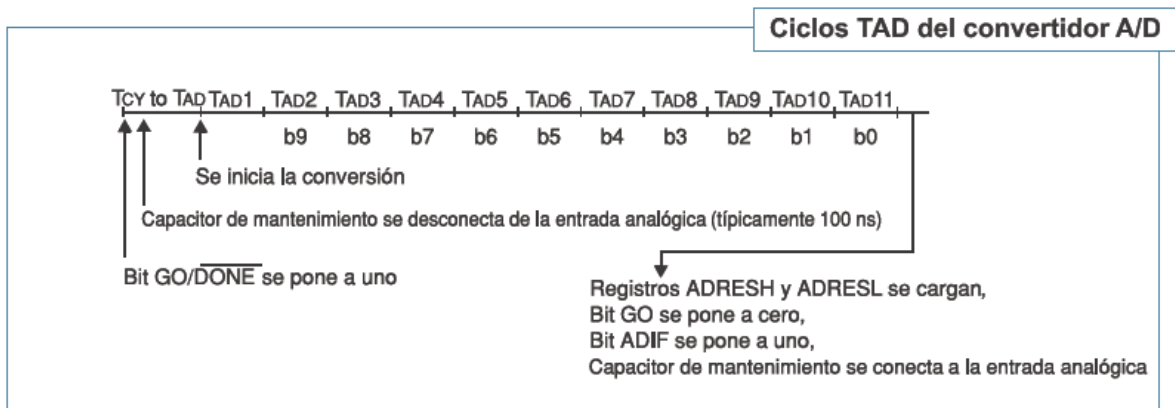 Ciclos TAD del convertidor A/D
TCY to TAD TAD1 TAD2 TAD3 TAD4 TAD5 TAD6 TAD7 TAD8 TAD9 TAD10 TAD11
b9 b8 b7 b6 b5 b4 b3 b2 b1 b0
Se inicia la conversión
Capacitor de mantenimiento se desconecta de la entrada analógica (típicamente 100 ns)
Bit GO/DONE se pone a uno
Registros ADRESH y ADRESL se cargan,
Bit GO se pone a cero,
Bit ADIF se pone a uno,
Capacitor de mantenimiento se conecta a la entrada analógica